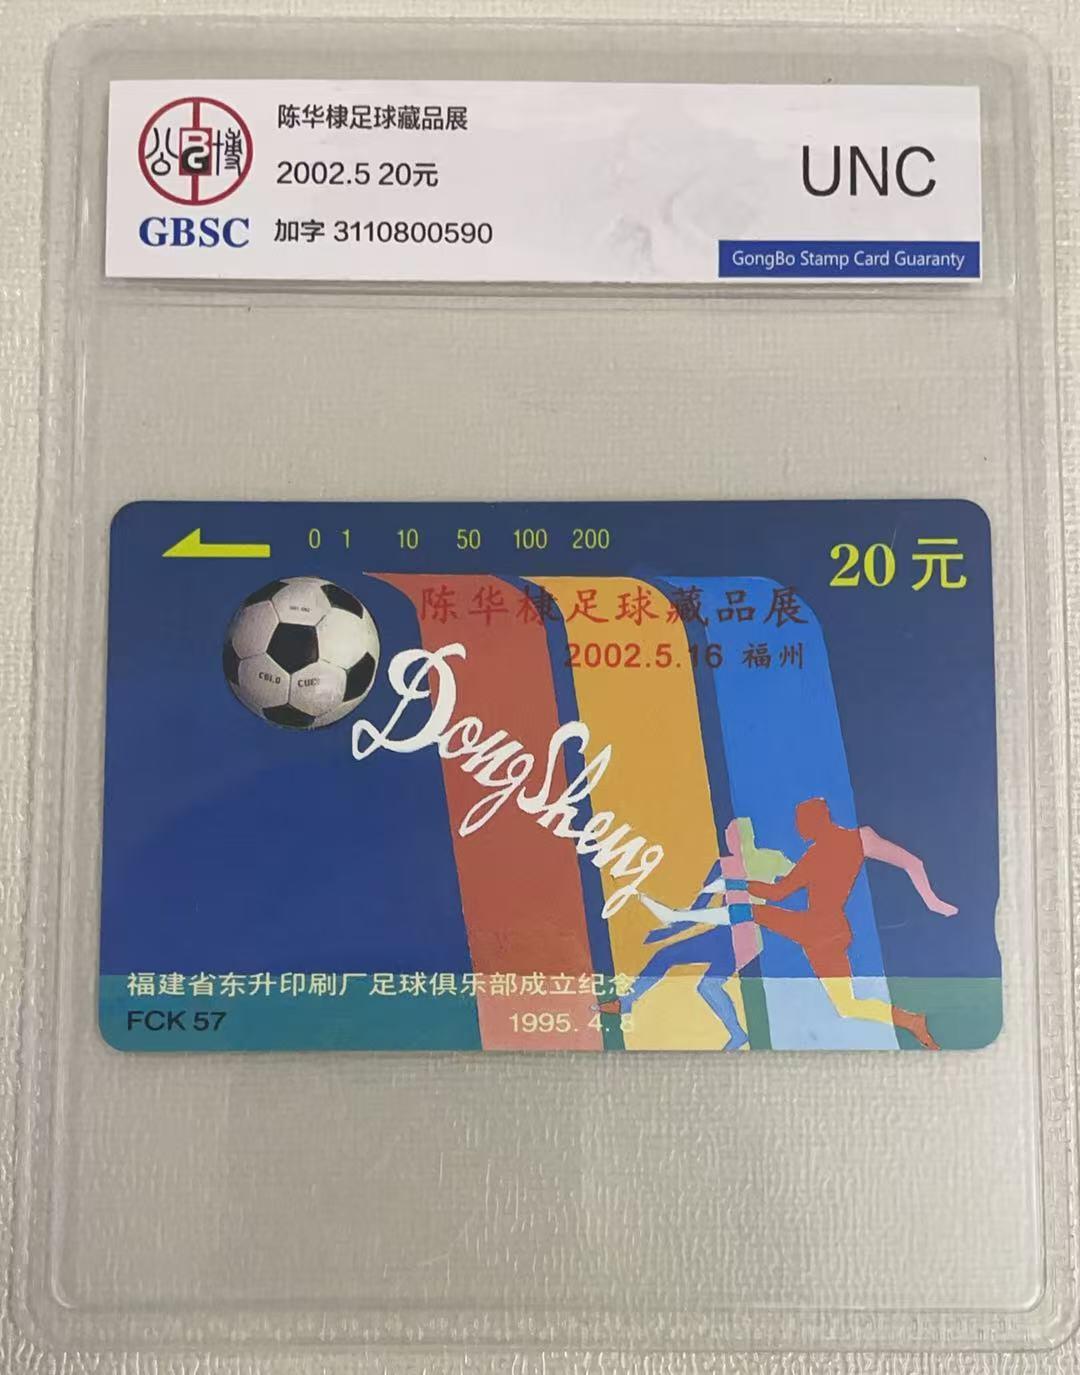 陈华棣足球藏品展
2002.5 20元
加字 3110800590
UNC
公博
GBSC
GongBo Stamp Card Guaranty
0 1 10 50 100 200
20元
陈华棣足球藏品展
2002.5.16 福州
DongSheng
福建省东升印刷厂足球俱乐部成立纪念
FCK 57
1995. 4. 8